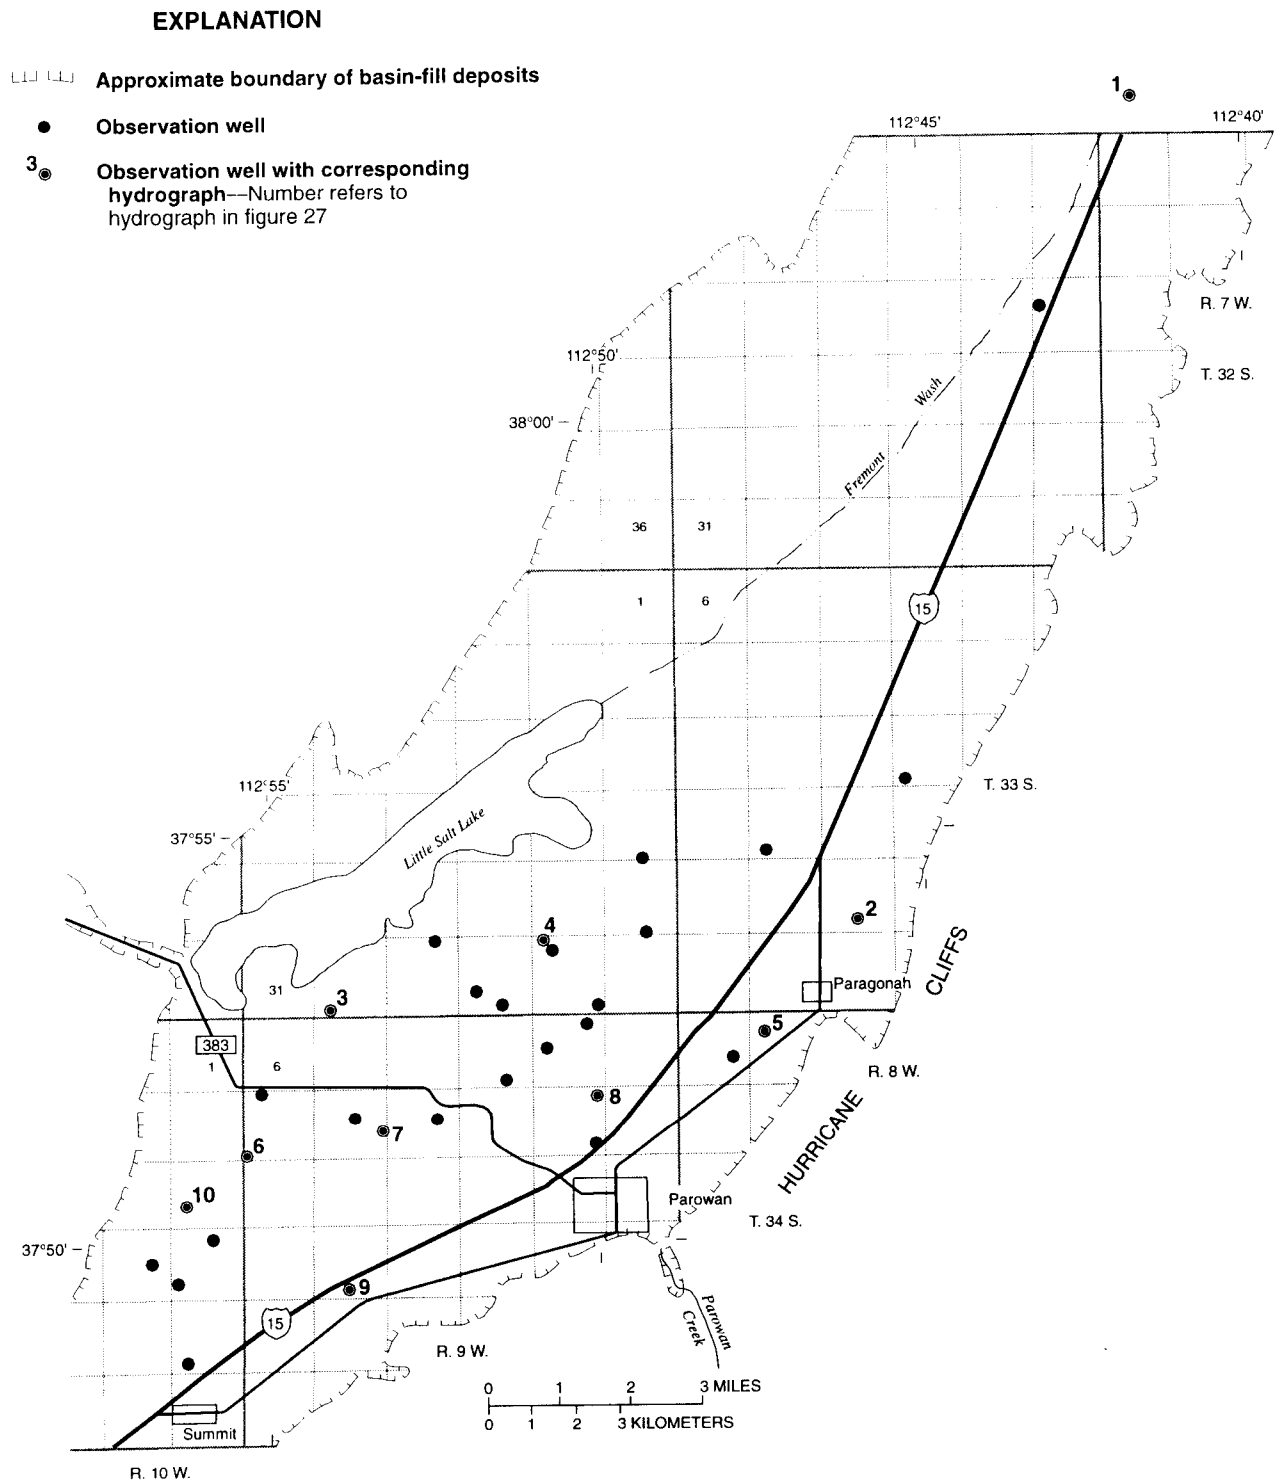 EXPLANATION
Approximate boundary of basin-fill deposits
Observation well
3
Observation well with corresponding
hydrograph––Number refers to
hydrograph in figure 27
1
112°45'
112°40'
R. 7 W.
112°50'
T. 32 S.
Wash
38°00'
Fremont
36
31
1
6
15
112°55'
T. 33 S.
37°55'
Little Salt Lake
2
4
CLIFFS
Paragonah
31
3
5
383
1
6
R. 8 W.
8
HURRICANE
7
6
10
Parowan
T. 34 S.
37°50'
9
15
Parowan
Creek
R. 9 W.
0 1 2 3 MILES
0 1 2 3 KILOMETERS
Summit
R. 10 W.